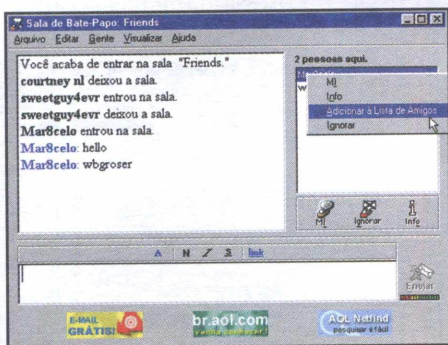 Sala de Bate-Papo: Friends
Arquivo Editar Gente Visualizar Ajuda
Você acaba de entrar na sala "Friends."
courtney nl deixou a sala.
sweetguy4evr entrou na sala.
sweetguy4evr deixou a sala.
Mar8celo entrou na sala.
Mar8celo: hello
Mar8celo: wbgroser
2 pessoas aqui.
MI
Info
Adicionar à Lista de Amigos
Ignorar
MI Ignorar Info
A N I S link
Enviar
E-MAIL GRÁTIS!
br.aol.com
venha conhecer!
AOL Netfind
pesquisar é fácil